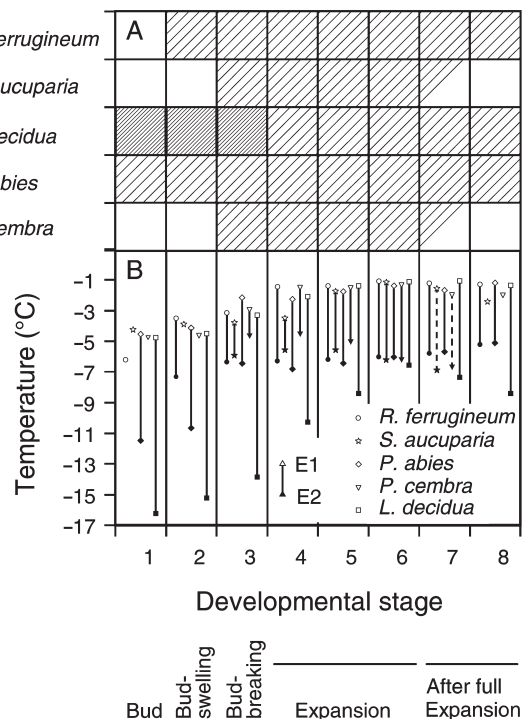 errugineum
A
ucuparia
ecidua
bies
embra
B
Temperature (°C)
−1
−3
−5
−7
−9
−11
−13
−15
−17
E1
E2
R. ferrugineum
S. aucuparia
P. abies
P. cembra
L. decidua
1 2 3 4 5 6 7 8
Developmental stage
Bud
Bud-
swelling
Bud-
breaking
Expansion
After full
Expansion